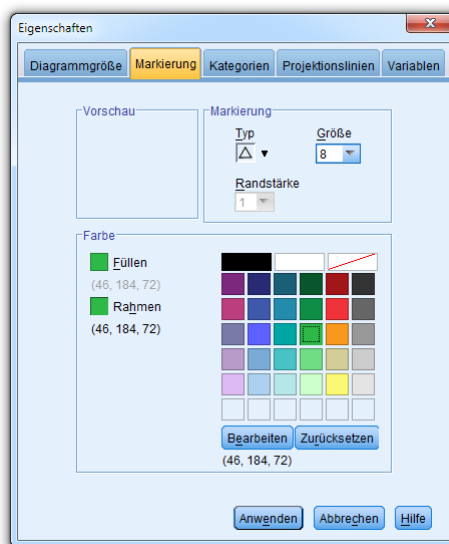 Eigenschaften
Diagrammgröße Markierung Kategorien Projektionslinien Variablen
Vorschau
Markierung
Typ Größe
8
Randstärke
1
Farbe
Füllen
(46, 184, 72)
Rahmen
(46, 184, 72)
Bearbeiten Zurücksetzen
(46, 184, 72)
Anwenden Abbrechen Hilfe